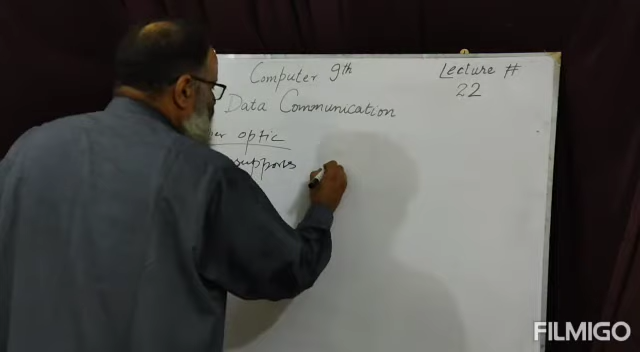 Computer 9th
Lecture #
22
Data Communication
optic
supports
FILMIGO